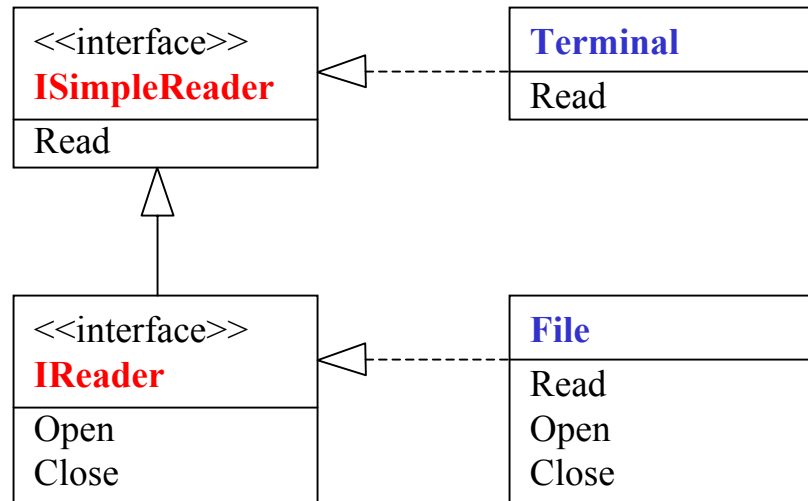 <<interface>>
ISimpleReader
Read
Terminal
Read
<<interface>>
IReader
Open
Close
File
Read
Open
Close